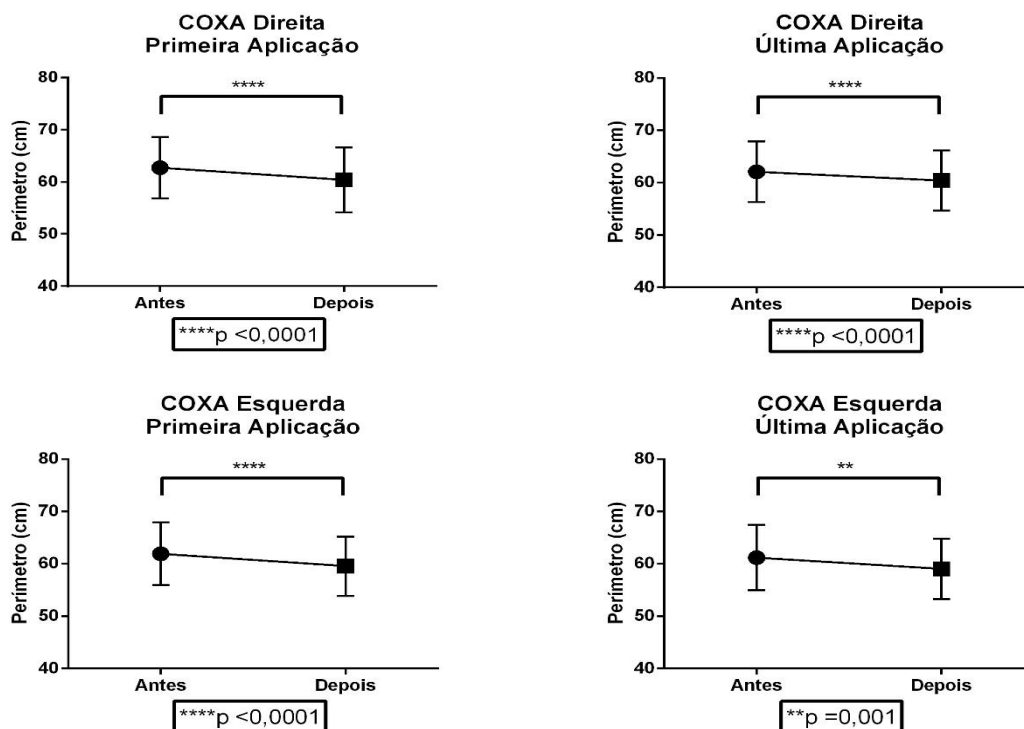 COXA Direita
Primeira Aplicação
80
70
60
50
40
Perímetro (cm)
****
Antes
Depois
****p <0,0001
COXA Direita
Última Aplicação
80
70
60
50
40
Perímetro (cm)
****
Antes
Depois
****p <0,0001
COXA Esquerda
Primeira Aplicação
80
70
60
50
40
Perímetro (cm)
****
Antes
Depois
****p <0,0001
COXA Esquerda
Última Aplicação
80
70
60
50
40
Perímetro (cm)
**
Antes
Depois
**p =0,001